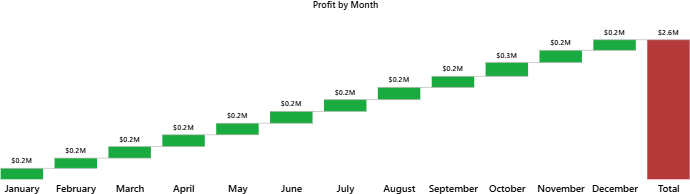 Profit by Month
$0.2M $0.2M $0.2M $0.2M $0.2M $0.2M $0.2M $0.2M $0.2M $0.3M $0.2M $0.2M $2.6M
January February March April May June July August September October November December Total